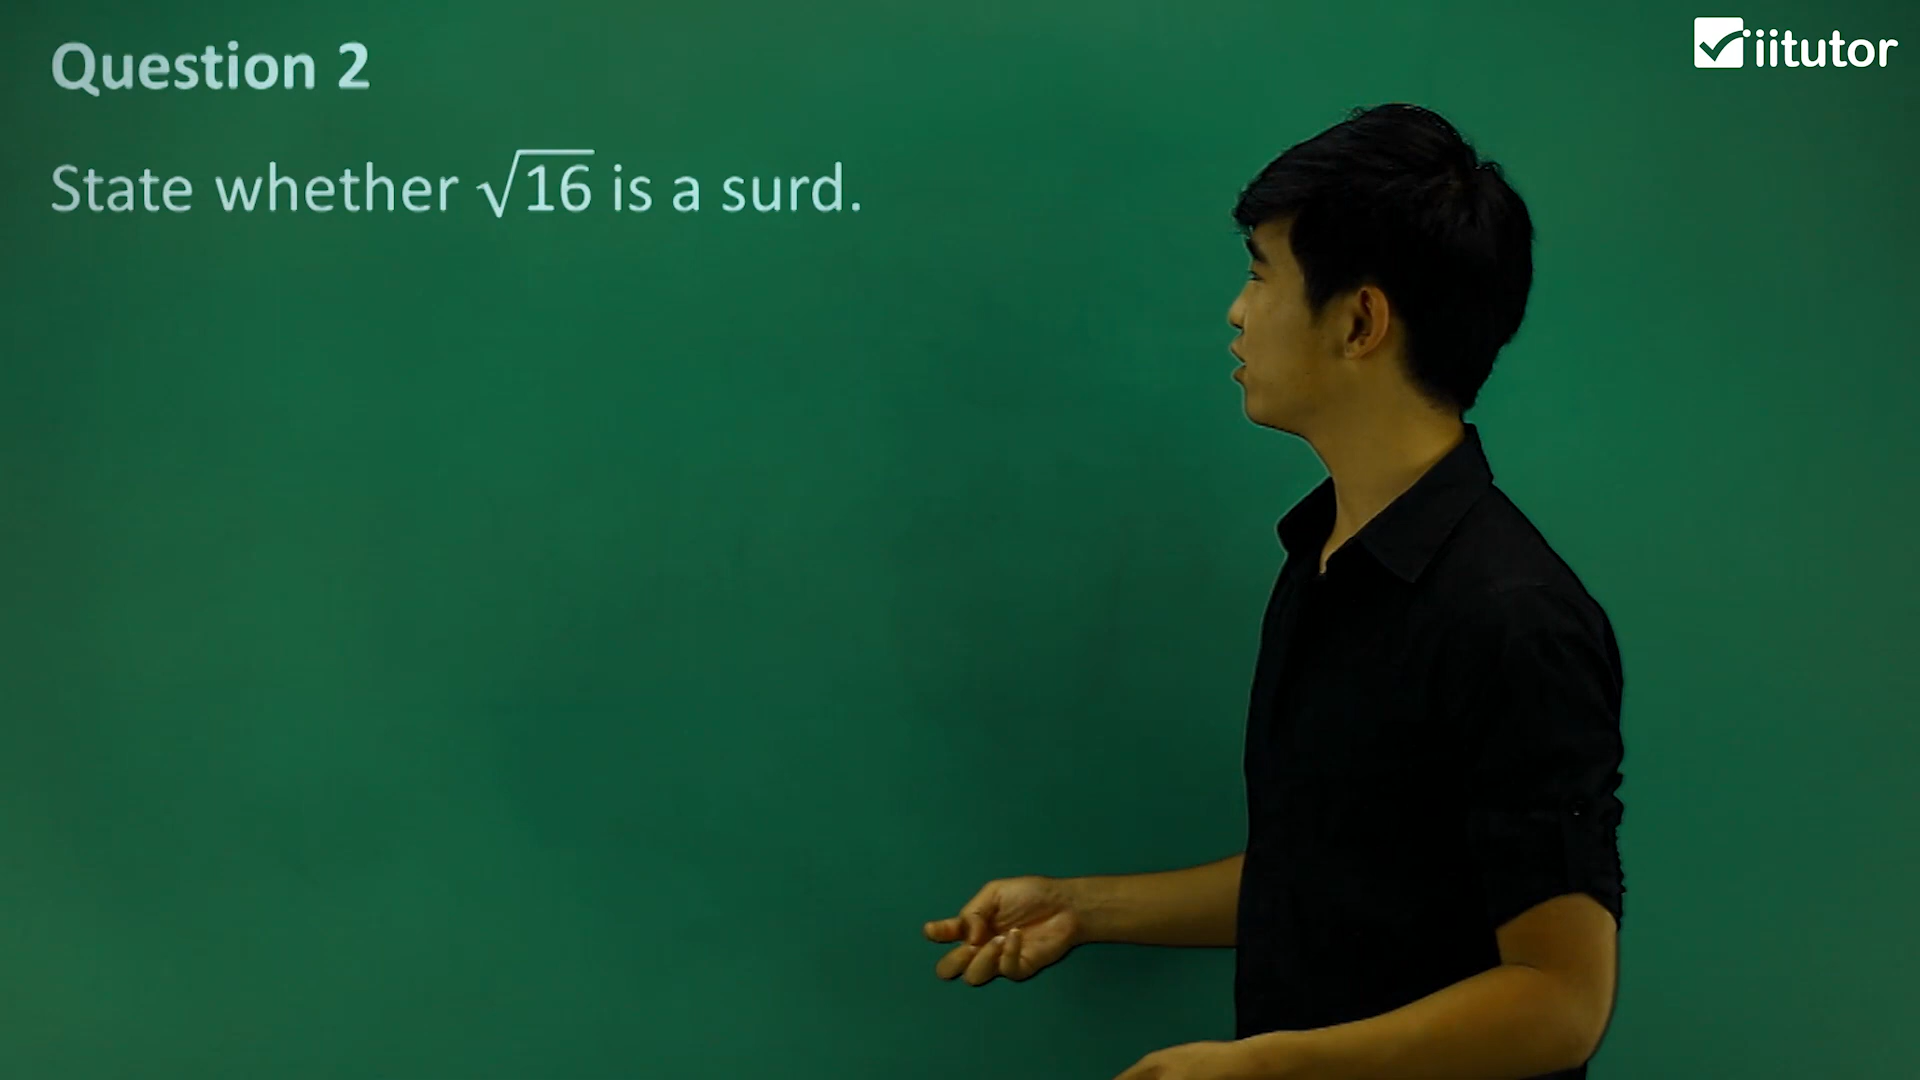 Question 2
iitutor
State whether √16 is a surd.